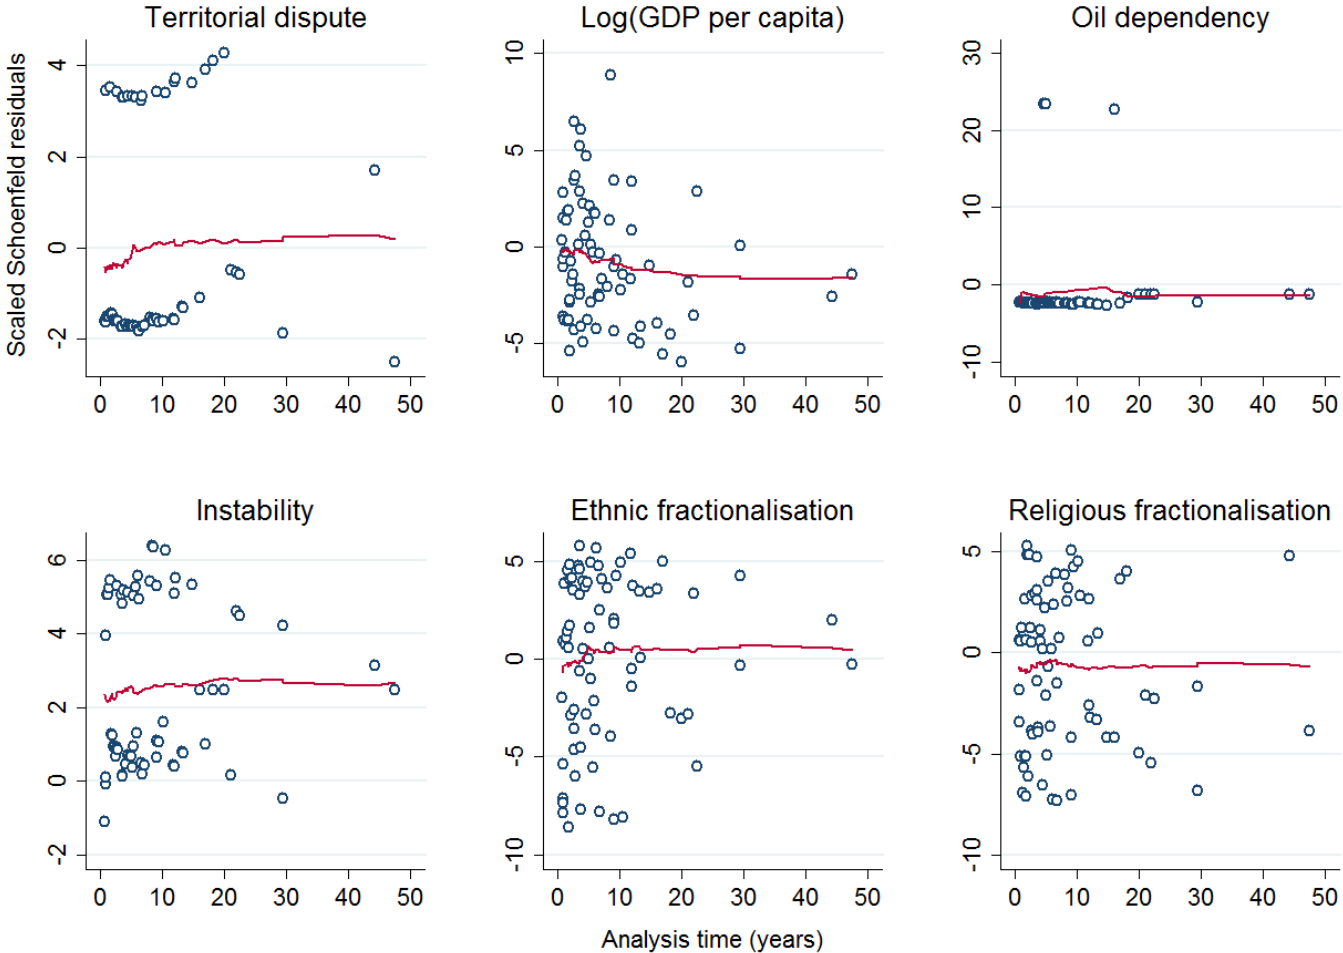 Territorial dispute Log(GDP per capita) Oil dependency
Scaled Schoenfeld residuals
4
2
0
-2
0 10 20 30 40 50
10
5
0
-5
0 10 20 30 40 50
30
20
10
0
-10
0 10 20 30 40 50
Instability Ethnic fractionalisation Religious fractionalisation
6
4
2
0
-2
0 10 20 30 40 50
5
0
-5
-10
0 10 20 30 40 50
5
0
-5
-10
0 10 20 30 40 50
Analysis time (years)